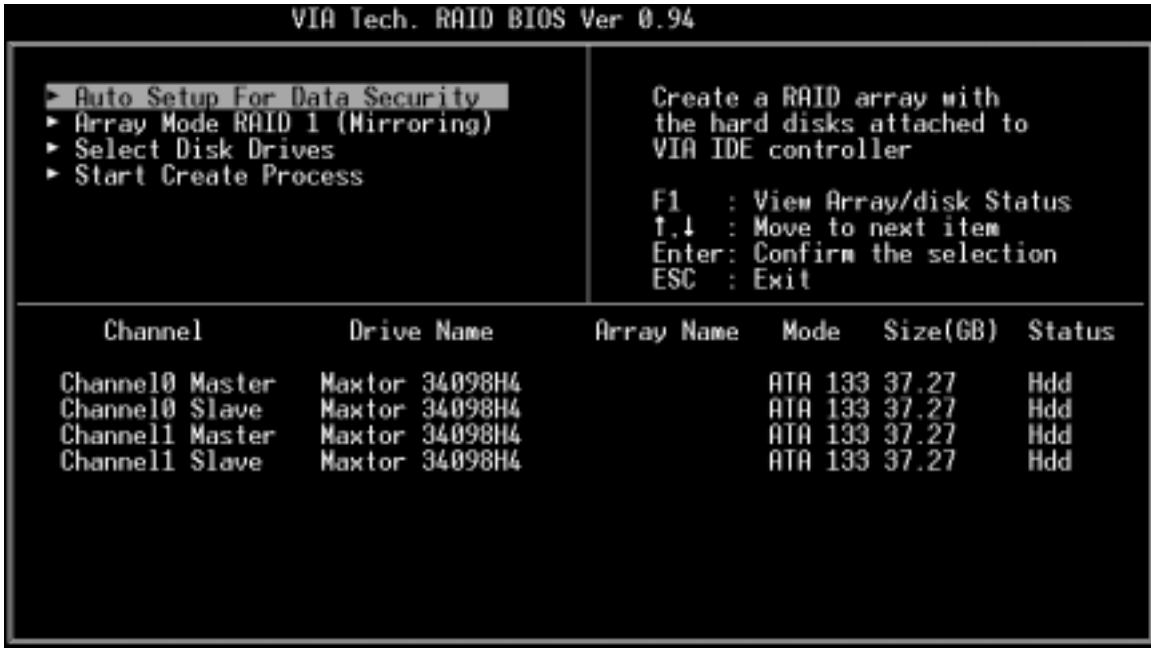 VIA Tech. RAID BIOS Ver 0.94
► Auto Setup For Data Security
► Array Mode RAID 1 (Mirroring)
► Select Disk Drives
► Start Create Process
Create a RAID array with
the hard disks attached to
VIA IDE controller
F1 : View Array/disk Status
↑,↓ : Move to next item
Enter: Confirm the selection
ESC : Exit
Channel Drive Name Array Name Mode Size(GB) Status
Channel0 Master Maxtor 34098H4 ATA 133 37.27 Hdd
Channel0 Slave Maxtor 34098H4 ATA 133 37.27 Hdd
Channel1 Master Maxtor 34098H4 ATA 133 37.27 Hdd
Channel1 Slave Maxtor 34098H4 ATA 133 37.27 Hdd